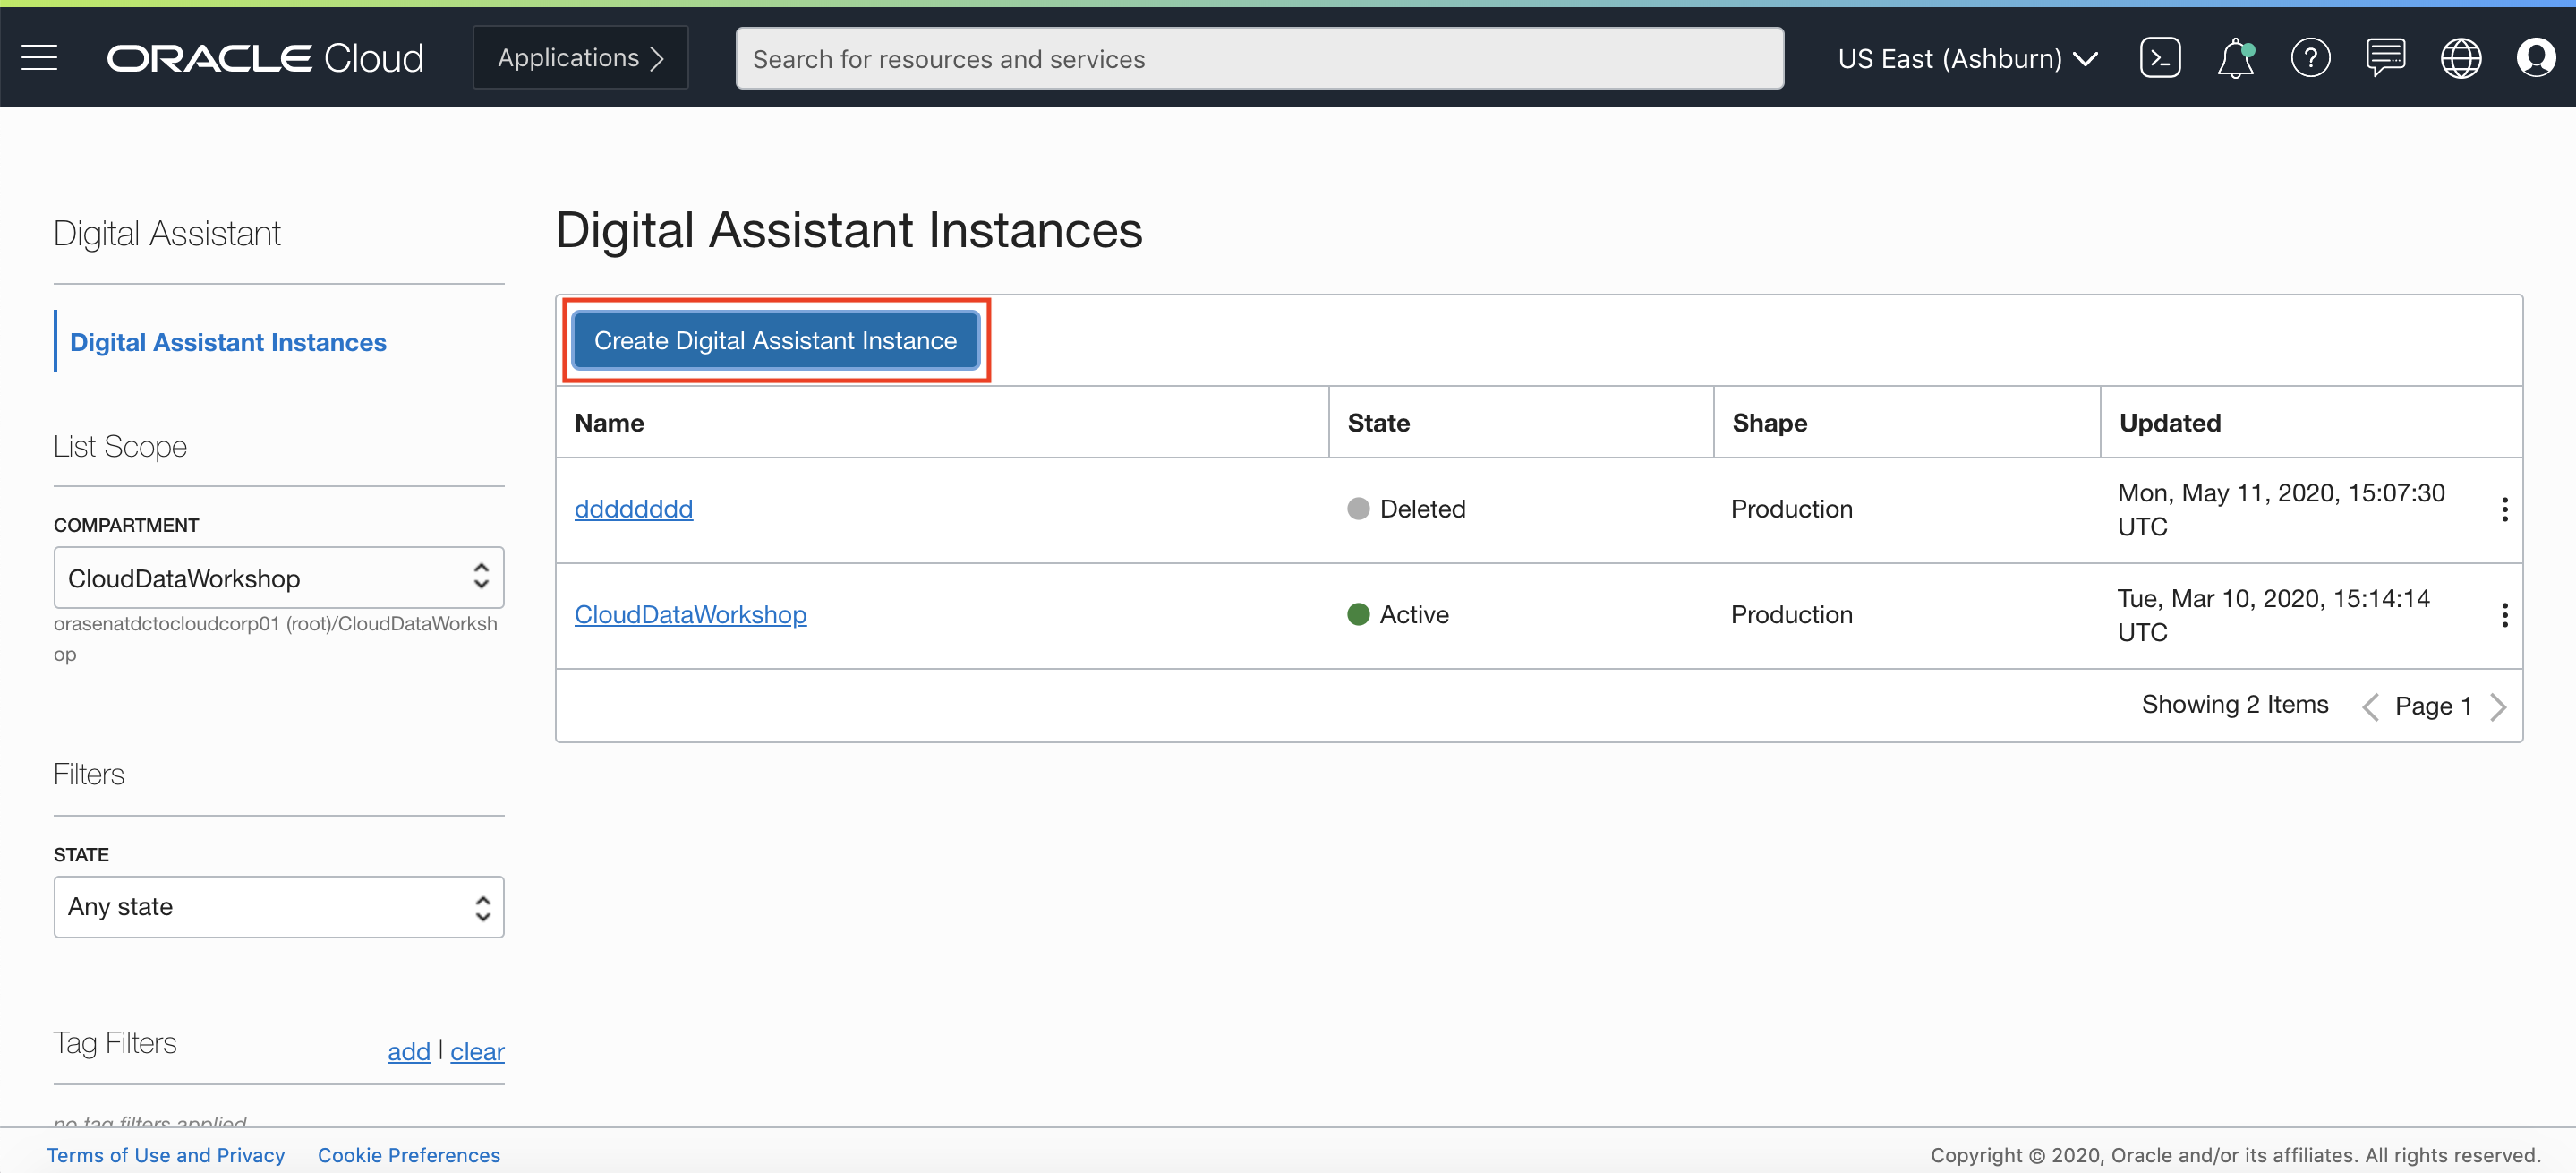 ORACLE Cloud
Applications
Search for resources and services
US East (Ashburn)
Digital Assistant
Digital Assistant Instances
List Scope
COMPARTMENT
CloudDataWorkshop
orasenatdctocloudcorp01 (root)/CloudDataWorksh
op
Filters
STATE
Any state
Tag Filters
add | clear
no tag filters applied
Digital Assistant Instances
Create Digital Assistant Instance
Name State Shape Updated
dddddddd Deleted Production Mon, May 11, 2020, 15:07:30
UTC
CloudDataWorkshop Active Production Tue, Mar 10, 2020, 15:14:14
UTC
Showing 2 Items Page 1
Terms of Use and Privacy Cookie Preferences
Copyright © 2020, Oracle and/or its affiliates. All rights reserved.